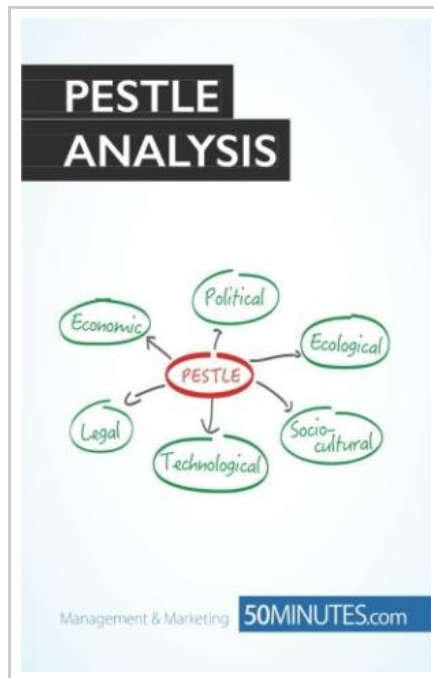 PESTLE
ANALYSIS
Political
Economic
Ecological
PESTLE
Legal
Socio-
cultural
Technological
Management & Marketing 50MINUTES.com